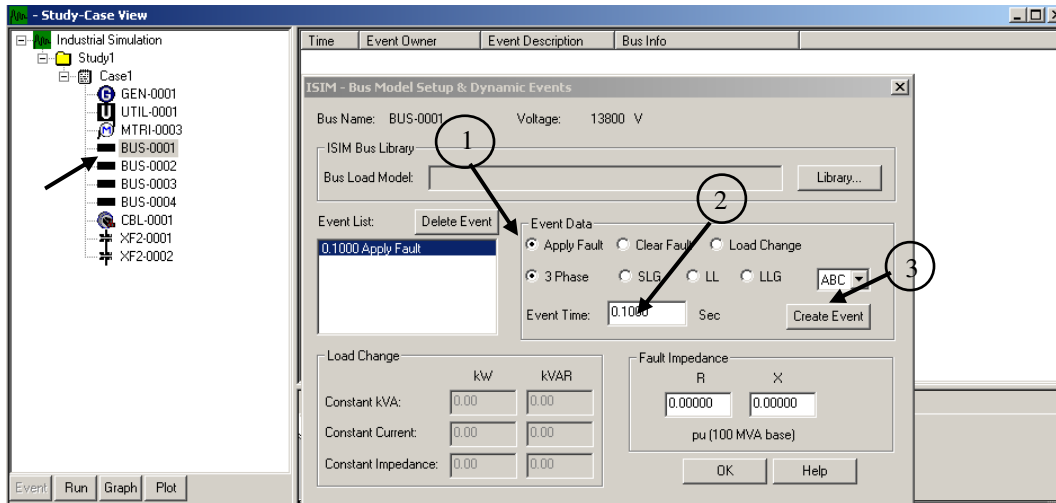 - Study-Case View
Industrial Simulation
Study1
Case1
GEN-0001
UTIL-0001
MTRI-0003
BUS-0001
BUS-0002
BUS-0003
BUS-0004
CBL-0001
XF2-0001
XF2-0002
Event Run Graph Plot
Time Event Owner Event Description Bus Info
ISIM - Bus Model Setup & Dynamic Events
Bus Name: BUS-0001 Voltage: 13800 V
1
ISIM Bus Library
Bus Load Model: Library...
2
Event List: Delete Event
0.1000 Apply Fault
Event Data
Apply Fault Clear Fault Load Change
3
3 Phase SLG LL LLG ABC
Event Time: 0.1000 Sec Create Event
Load Change
kW kVAR
Constant kVA: 0.00 0.00
Constant Current: 0.00 0.00
Constant Impedance: 0.00 0.00
Fault Impedance
R X
0.00000 0.00000
pu (100 MVA base)
OK Help